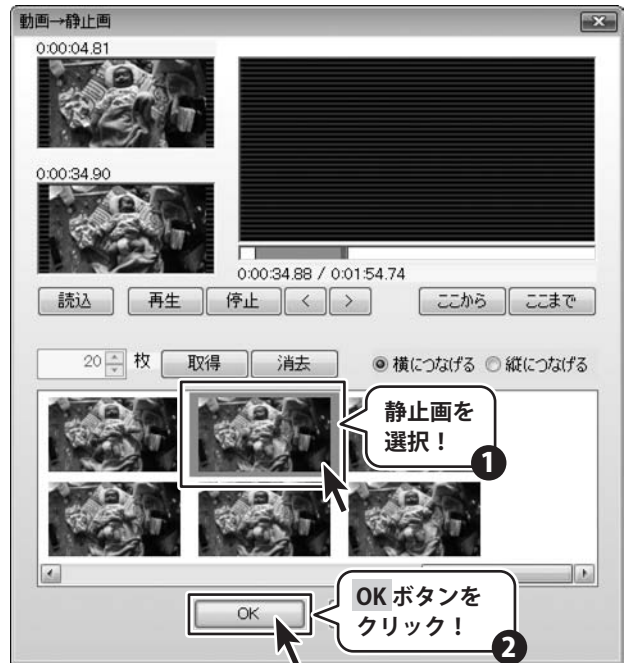 動画→静止画
0:00:04.81
0:00:34.90
0:00:34.88 / 0:01:54.74
読込 再生 停止 < > ここから ここまで
20 枚 取得 消去 横につなげる 縦につなげる
静止画を
選択！
1
OK
OK ボタンを
クリック！
2